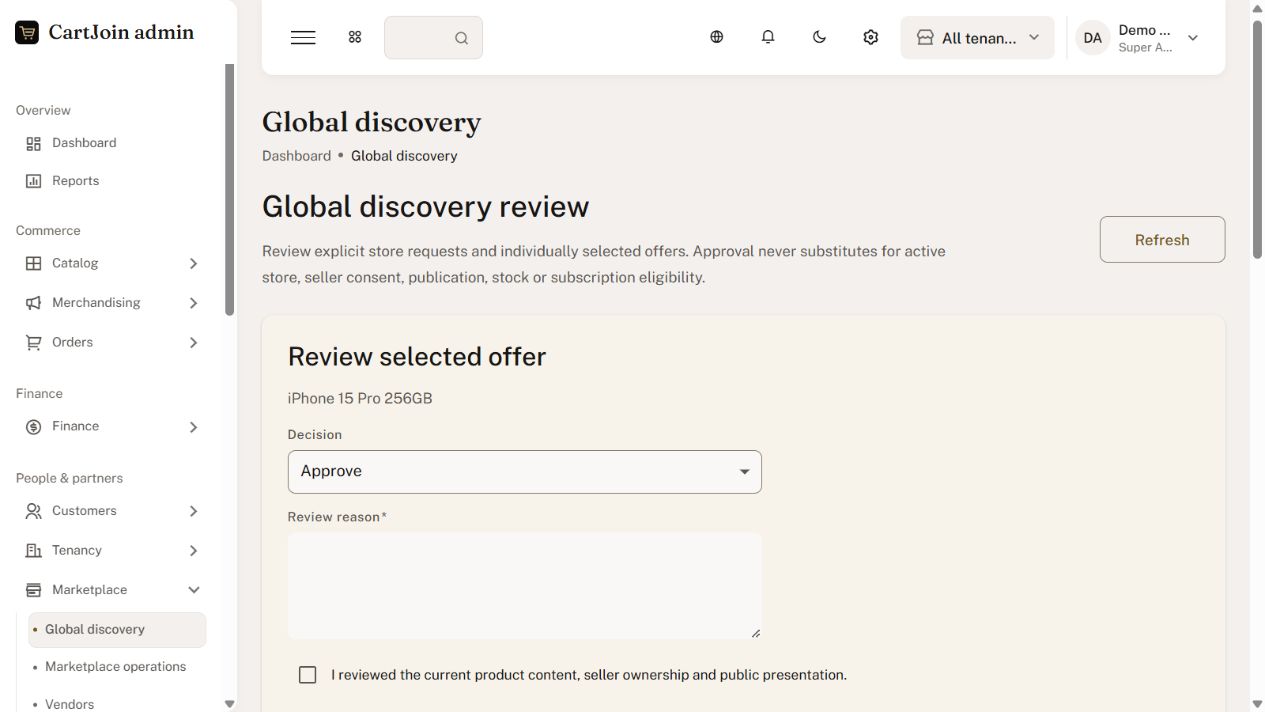 CartJoin admin
All tenan...
DA
Demo ...
Super A...
Overview
Dashboard
Reports
Commerce
Catalog
Merchandising
Orders
Finance
Finance
People & partners
Customers
Tenancy
Marketplace
Global discovery
Marketplace operations
Vendors
Global discovery
Dashboard • Global discovery
Global discovery review
Review explicit store requests and individually selected offers. Approval never substitutes for active
store, seller consent, publication, stock or subscription eligibility.
Refresh
Review selected offer
iPhone 15 Pro 256GB
Decision
Approve
Review reason*
I reviewed the current product content, seller ownership and public presentation.